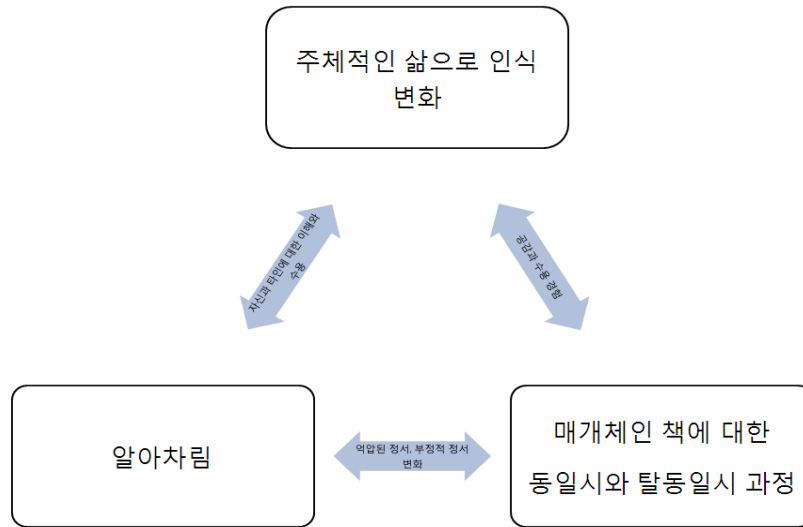 주체적인 삶으로 인식
변화
자신과 타인에 대한 이해와
수용
공감과 수용 경험
알아차림
억압된 정서, 부정적 정서
변화
매개체인 책에 대한
동일시와 탈동일시 과정